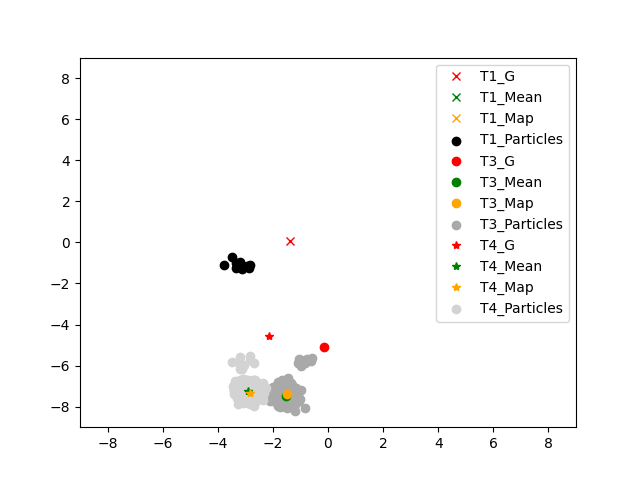 8
6
4
2
0
−2
−4
−6
−8
−8
−6
−4
−2
0
2
4
6
8
T1_G
T1_Mean
T1_Map
T1_Particles
T3_G
T3_Mean
T3_Map
T3_Particles
T4_G
T4_Mean
T4_Map
T4_Particles